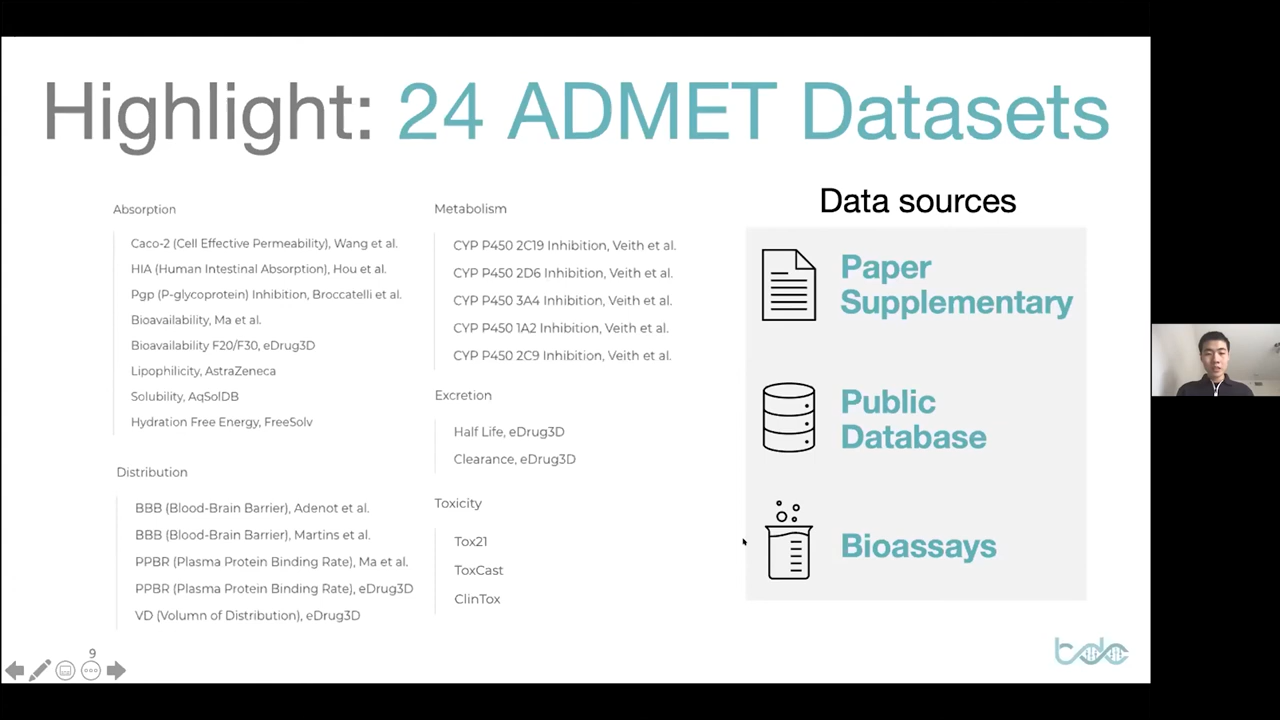 Highlight: 24 ADMET Datasets
Absorption
Caco-2 (Cell Effective Permeability), Wang et al.
HIA (Human Intestinal Absorption), Hou et al.
Pgp (P-glycoprotein) Inhibition, Broccatelli et al.
Bioavailability, Ma et al.
Bioavailability F20/F30, eDrug3D
Lipophilicity, AstraZeneca
Solubility, AqSolDB
Hydration Free Energy, FreeSolv
Distribution
BBB (Blood-Brain Barrier), Adenot et al.
BBB (Blood-Brain Barrier), Martins et al.
PPBR (Plasma Protein Binding Rate), Ma et al.
PPBR (Plasma Protein Binding Rate), eDrug3D
VD (Volumn of Distribution), eDrug3D
Metabolism
CYP P450 2C19 Inhibition, Veith et al.
CYP P450 2D6 Inhibition, Veith et al.
CYP P450 3A4 Inhibition, Veith et al.
CYP P450 1A2 Inhibition, Veith et al.
CYP P450 2C9 Inhibition, Veith et al.
Excretion
Half Life, eDrug3D
Clearance, eDrug3D
Toxicity
Tox21
ToxCast
ClinTox
Data sources
Paper
Supplementary
Public
Database
Bioassays
9
tdc